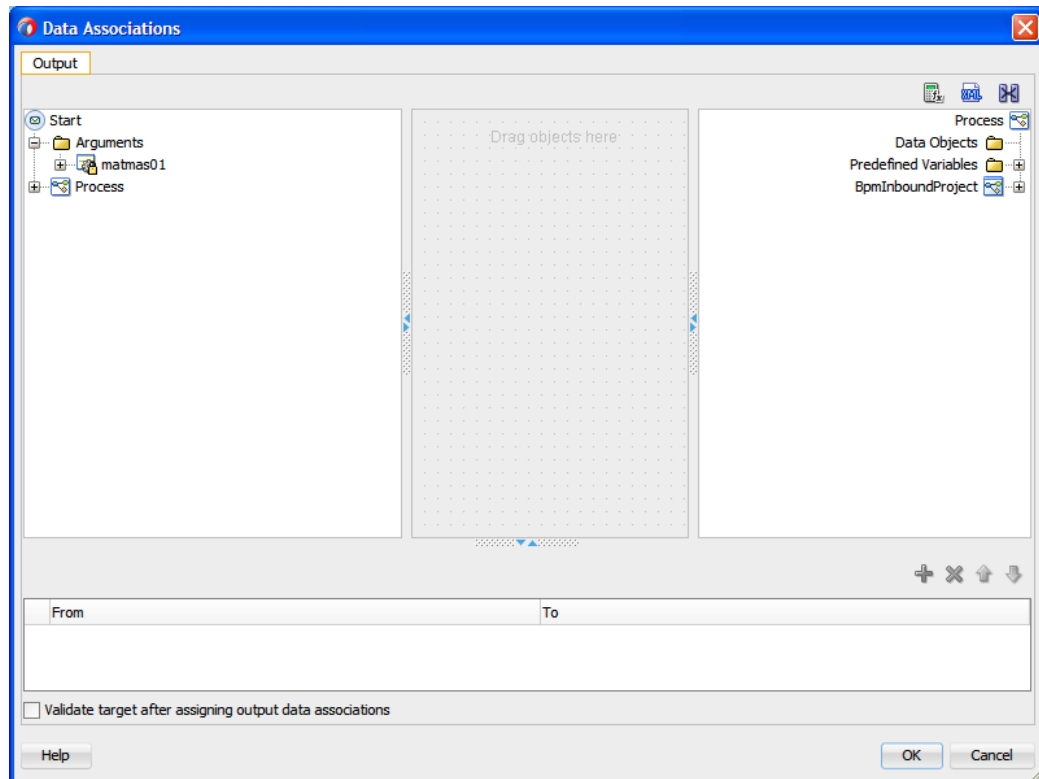 Data Associations
Output
Start
Arguments
matmas01
Process
Drag objects here
Process
Data Objects
Predefined Variables
BpmInboundProject
From To
Validate target after assigning output data associations
Help OK Cancel